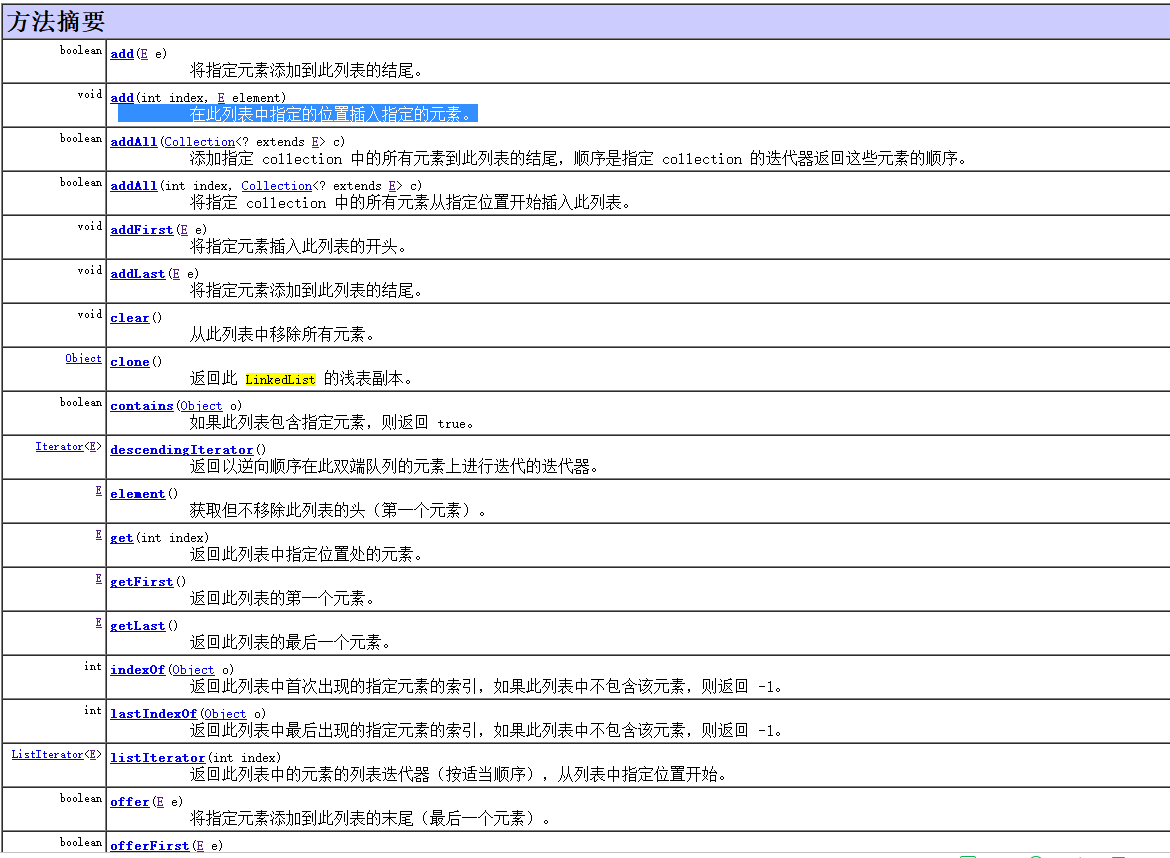 方法摘要
boolean add(E e)
将指定元素添加到此列表的结尾。
void add(int index, E element)
在此列表中指定的位置插入指定的元素。
boolean addAll(Collection<? extends E> c)
添加指定 collection 中的所有元素到此列表的结尾，顺序是指定 collection 的迭代器返回这些元素的顺序。
boolean addAll(int index, Collection<? extends E> c)
将指定 collection 中的所有元素从指定位置开始插入此列表。
void addFirst(E e)
将指定元素插入此列表的开头。
void addLast(E e)
将指定元素添加到此列表的结尾。
void clear()
从此列表中移除所有元素。
Object clone()
返回此 LinkedList 的浅表副本。
boolean contains(Object o)
如果此列表包含指定元素，则返回 true。
Iterator<E> descendingIterator()
返回以逆向顺序在此双端队列的元素上进行迭代的迭代器。
E element()
获取但不移除此列表的头（第一个元素）。
E get(int index)
返回此列表中指定位置处的元素。
E getFirst()
返回此列表的第一个元素。
E getLast()
返回此列表的最后一个元素。
int indexOf(Object o)
返回此列表中首次出现的指定元素的索引，如果此列表中不包含该元素，则返回 -1。
int lastIndexOf(Object o)
返回此列表中最后出现的指定元素的索引，如果此列表中不包含该元素，则返回 -1。
ListIterator<E> listIterator(int index)
返回此列表中的元素的列表迭代器（按适当顺序），从列表中指定位置开始。
boolean offer(E e)
将指定元素添加到此列表的末尾（最后一个元素）。
boolean offerFirst(E e)